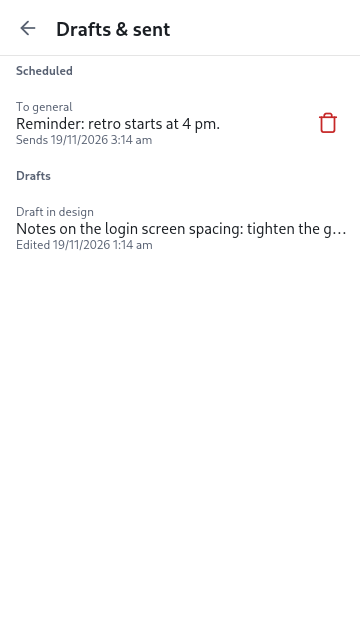 Drafts & sent
Scheduled
To general
Reminder: retro starts at 4 pm.
Sends 19/11/2026 3:14 am
Drafts
Draft in design
Notes on the login screen spacing: tighten the g…
Edited 19/11/2026 1:14 am